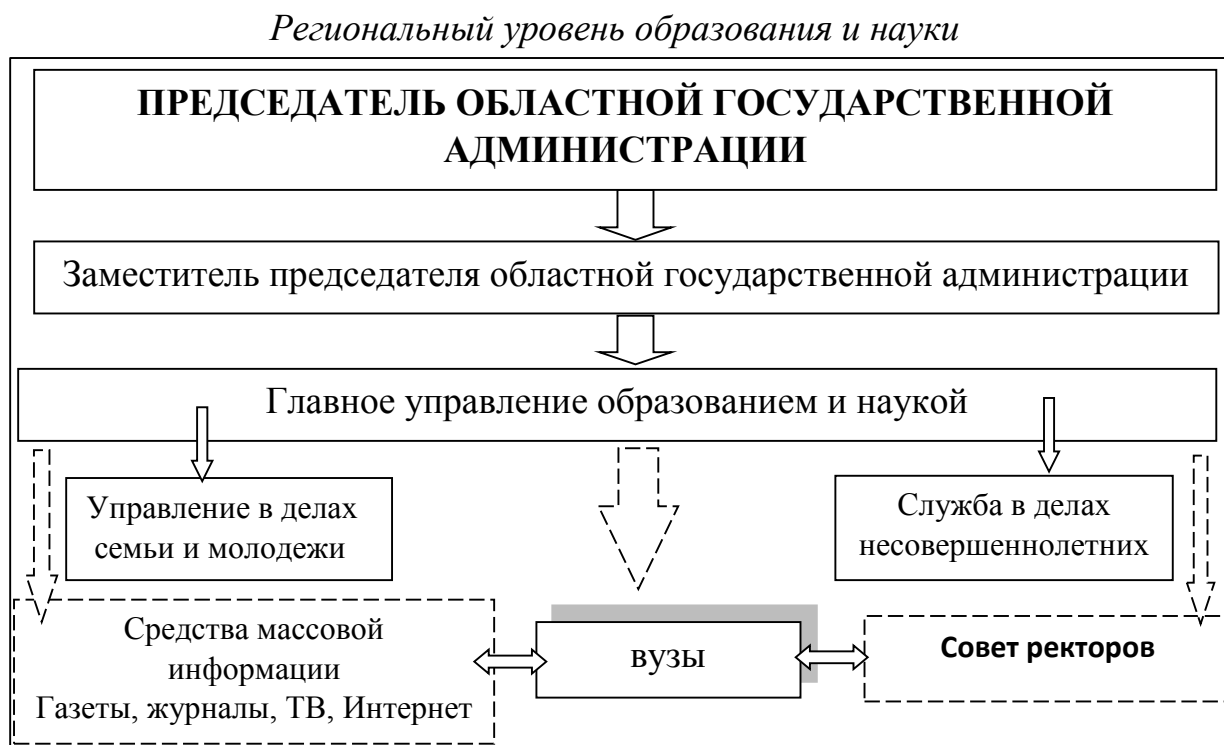 Региональный уровень образования и науки
ПРЕДСЕДАТЕЛЬ ОБЛАСТНОЙ ГОСУДАРСТВЕННОЙ
АДМИНИСТРАЦИИ
Заместитель председателя областной государственной администрации
Главное управление образованием и наукой
Управление в делах
семьи и молодежи
Служба в делах
несовершеннолетних
Средства массовой
информации
Газеты, журналы, ТВ, Интернет
вузы
Совет ректоров